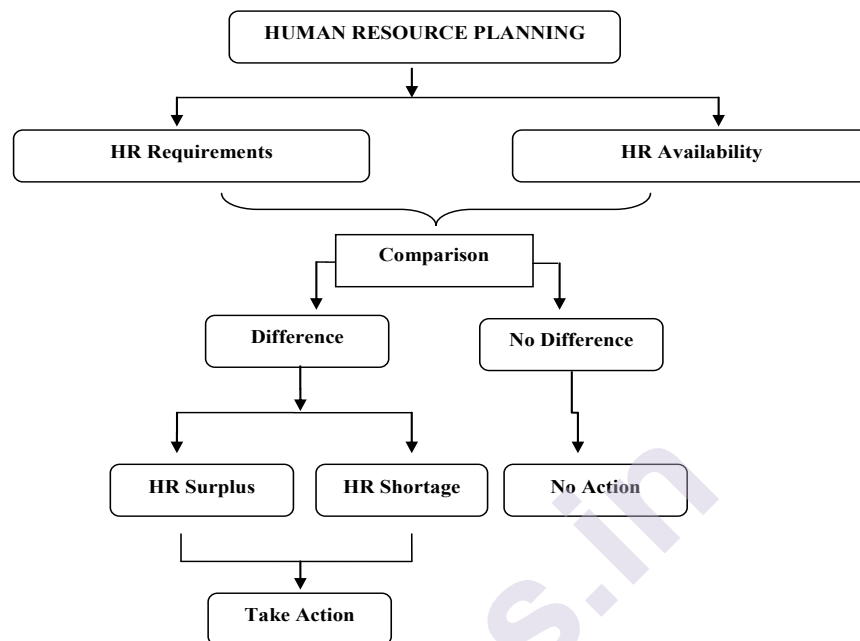 HUMAN RESOURCE PLANNING
HR Requirements
HR Availability
Comparison
Difference
No Difference
HR Surplus
HR Shortage
No Action
Take Action
s.in